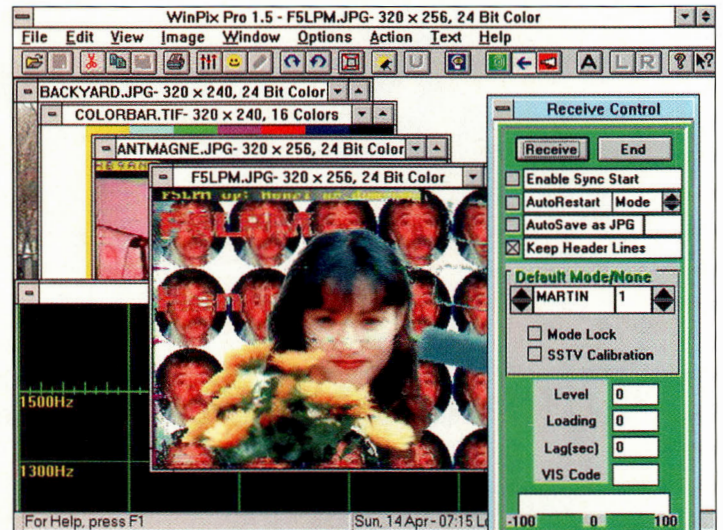 WinPix Pro 1.5 - F5LPM.JPG- 320 x 256, 24 Bit Color
File Edit View Image Window Options Action Text Help
U A L R ?
BACKYARD.JPG- 320 x 240, 24 Bit Color
COLORBAR.TIF- 320 x 240, 16 Colors
ANTMAGNE.JPG- 320 x 256, 24 Bit Color
F5LPM.JPG- 320 x 256, 24 Bit Color
F5LPM
F5LPM
Henri
1500Hz
1300Hz
Receive Control
Receive End
Enable Sync Start
AutoRestart Mode
AutoSave as JPG
Keep Header Lines
Default Mode/None
MARTIN 1
Mode Lock
SSTV Calibration
Level 0
Loading 0
Lag(sec) 0
VIS Code
-100 0 100
For Help, press F1 Sun, 14 Apr - 07:15